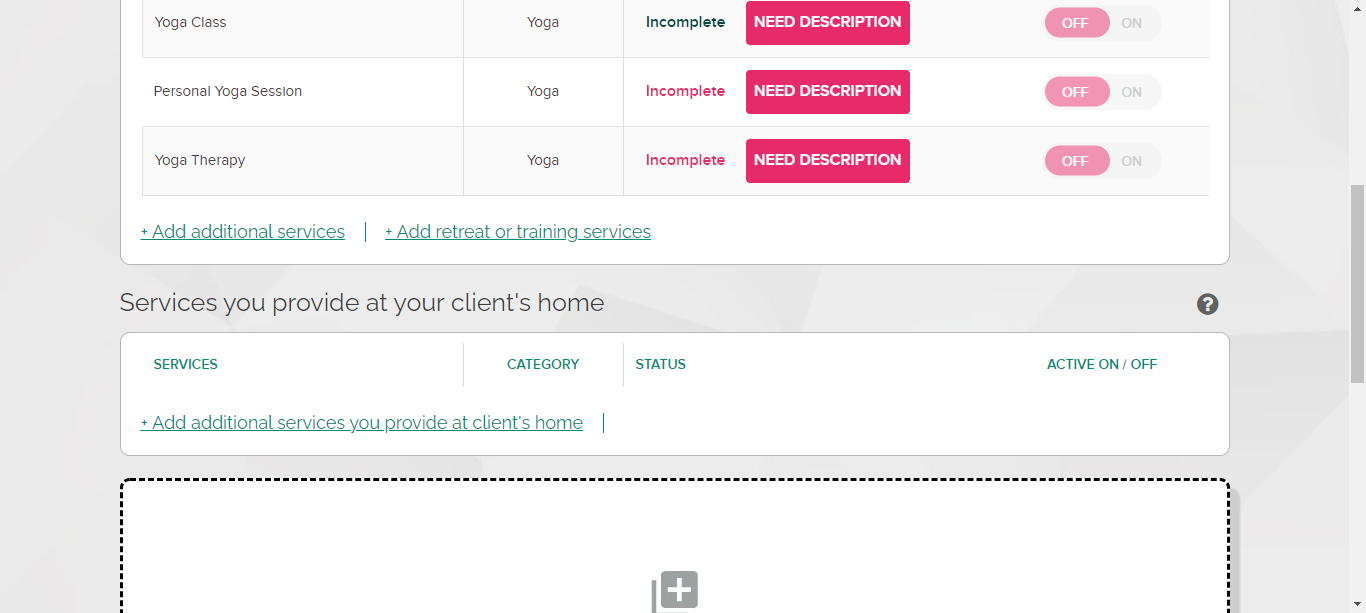 Yoga Class Yoga Incomplete NEED DESCRIPTION OFF ON
Personal Yoga Session Yoga Incomplete NEED DESCRIPTION OFF ON
Yoga Therapy Yoga Incomplete NEED DESCRIPTION OFF ON
+ Add additional services | + Add retreat or training services
Services you provide at your client's home ?
SERVICES CATEGORY STATUS ACTIVE ON / OFF
+ Add additional services you provide at client's home |